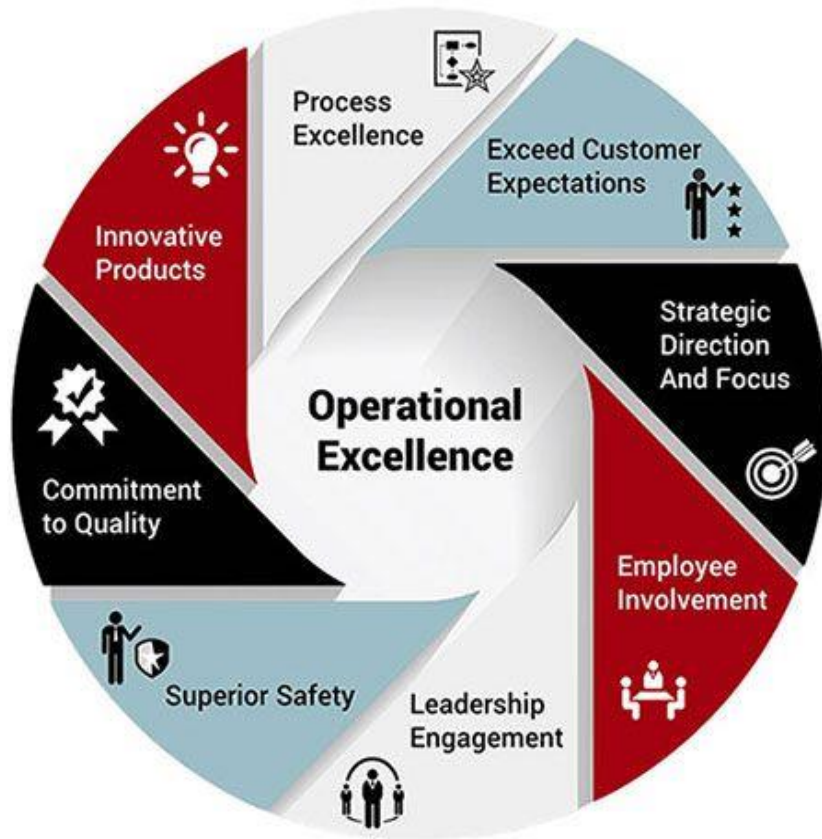 Process
Excellence
Exceed Customer
Expectations
Strategic
Direction
And Focus
Employee
Involvement
Leadership
Engagement
Superior Safety
Commitment
to Quality
Innovative
Products
Operational
Excellence